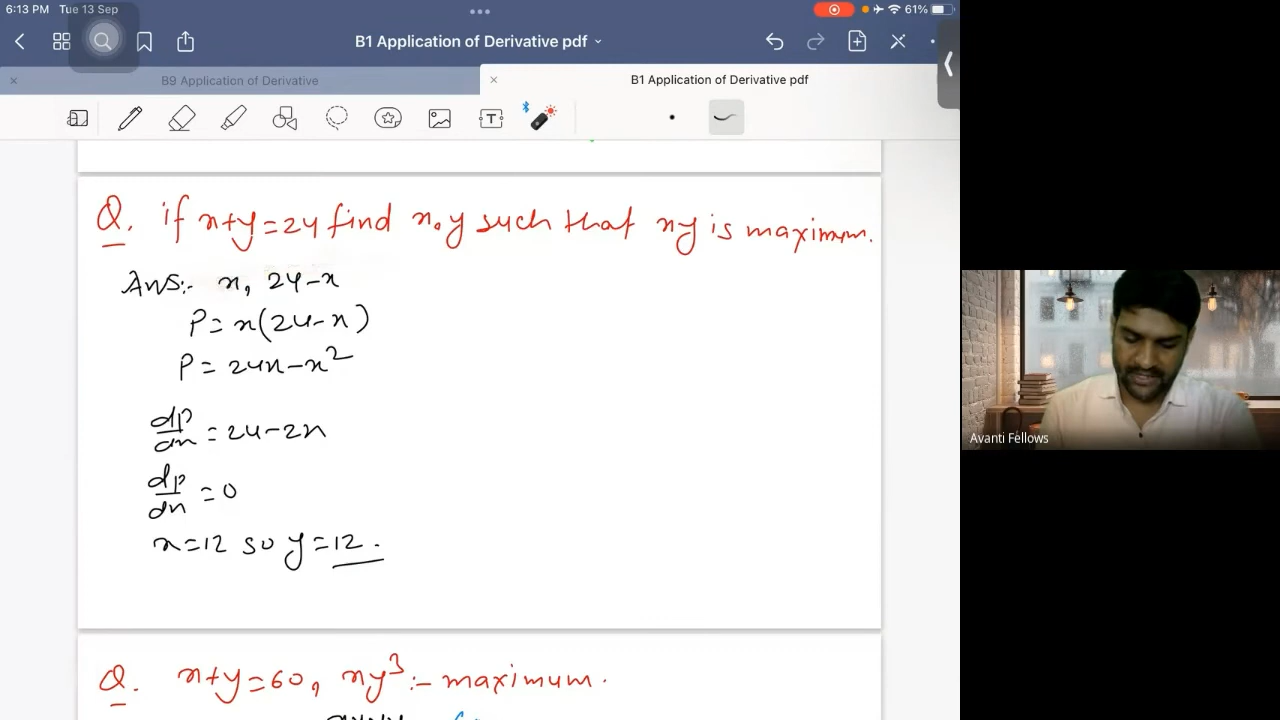 6:13 PM Tue 13 Sep
61%
B1 Application of Derivative pdf
B9 Application of Derivative
B1 Application of Derivative pdf
Q. if x+y=24 find x, y such that xy is maximum.
Ans:- x, 24-x
P = x(24-x)
P = 24x-x²
dp/dx = 24-2x
dp/dx = 0
x=12 so y=12.
Q. x+y=60, xy³:- maximum.
Avanti Fellows